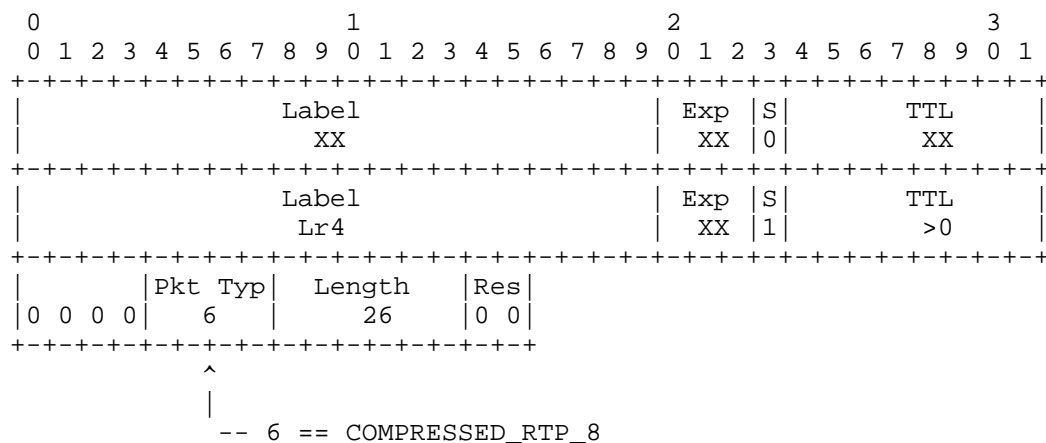 0                   1                   2                   3
 0 1 2 3 4 5 6 7 8 9 0 1 2 3 4 5 6 7 8 9 0 1 2 3 4 5 6 7 8 9 0 1
+-+-+-+-+-+-+-+-+-+-+-+-+-+-+-+-+-+-+-+-+-+-+-+-+-+-+-+-+-+-+-+-+
|                Label                  | Exp |S|       TTL     |
|                  XX                   |  XX |0|        XX     |
+-+-+-+-+-+-+-+-+-+-+-+-+-+-+-+-+-+-+-+-+-+-+-+-+-+-+-+-+-+-+-+-+
|                Label                  | Exp |S|       TTL     |
|                 Lr4                   |  XX |1|        >0     |
+-+-+-+-+-+-+-+-+-+-+-+-+-+-+-+-+-+-+-+-+-+-+-+-+-+-+-+-+-+-+-+-+
|       |Pkt Typ|  Length   |Res|
|0 0 0 0|   6   |     26    |0 0|
+-+-+-+-+-+-+-+-+-+-+-+-+-+-+-+-+
            ^
            |
             -- 6 == COMPRESSED_RTP_8